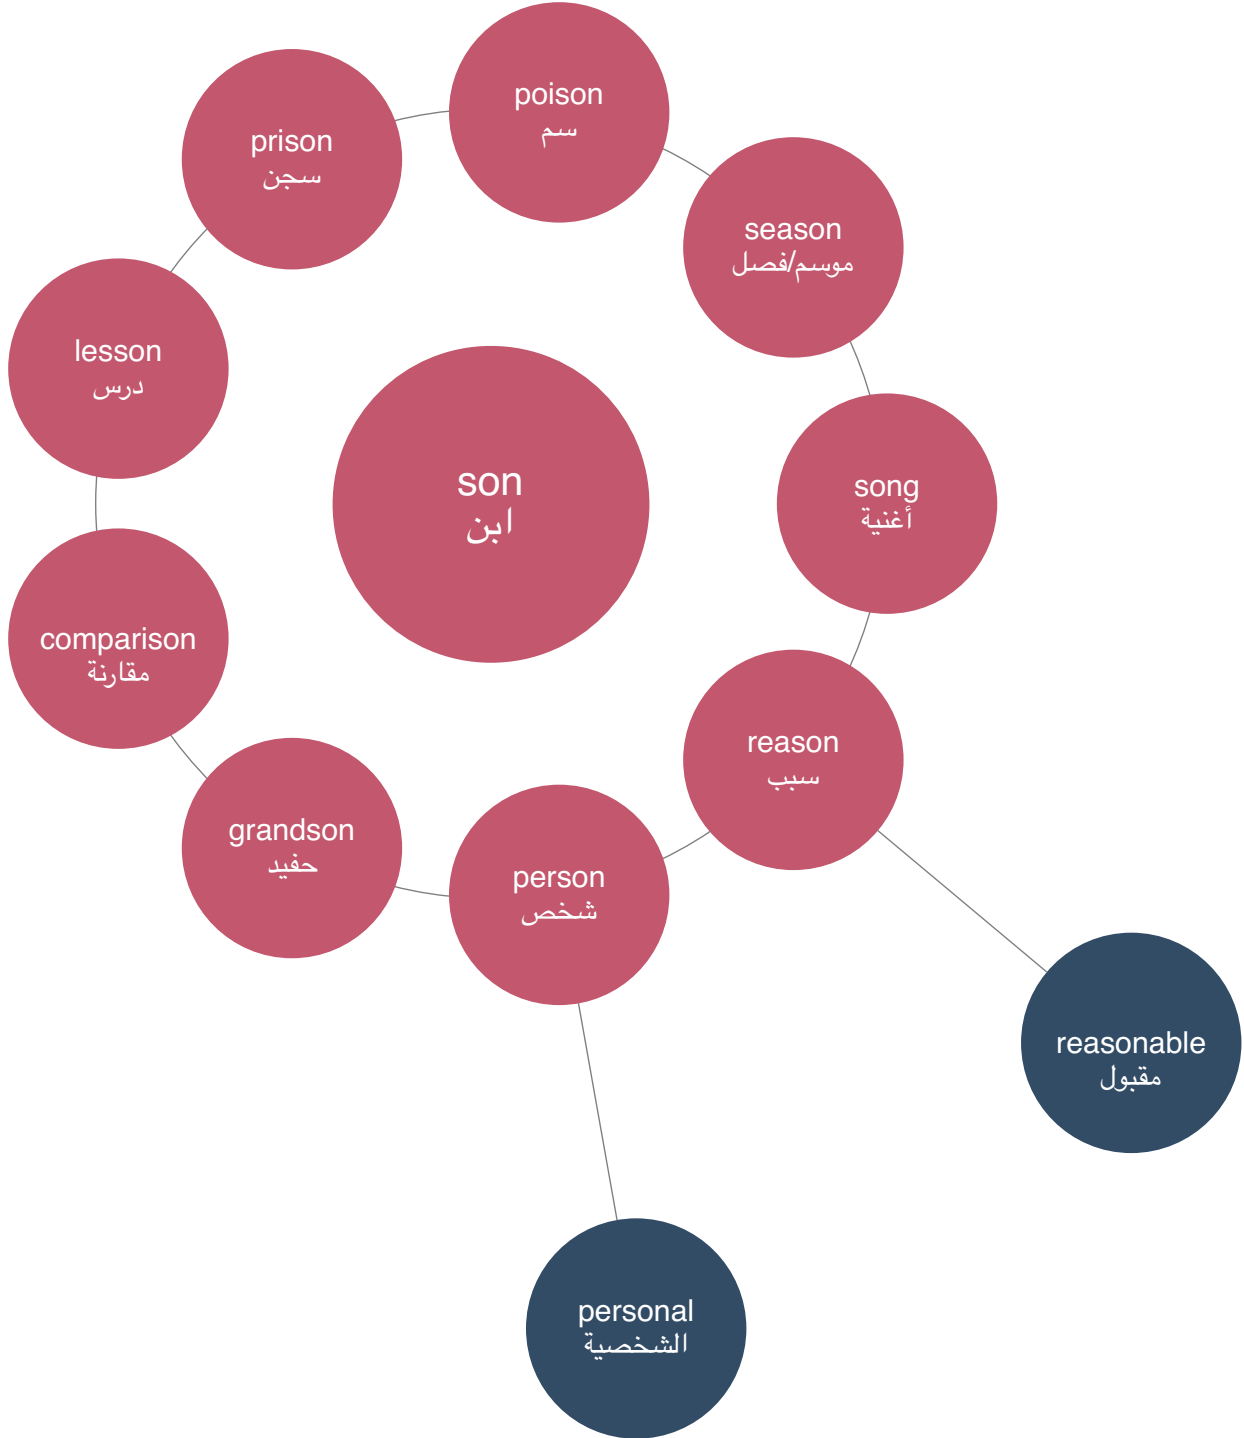 poison
سم
prison
سجن
season
موسم/فصل
lesson
درس
son
ابن
song
أغنية
comparison
مقارنة
reason
سبب
grandson
حفيد
person
شخص
reasonable
مقبول
personal
الشخصية